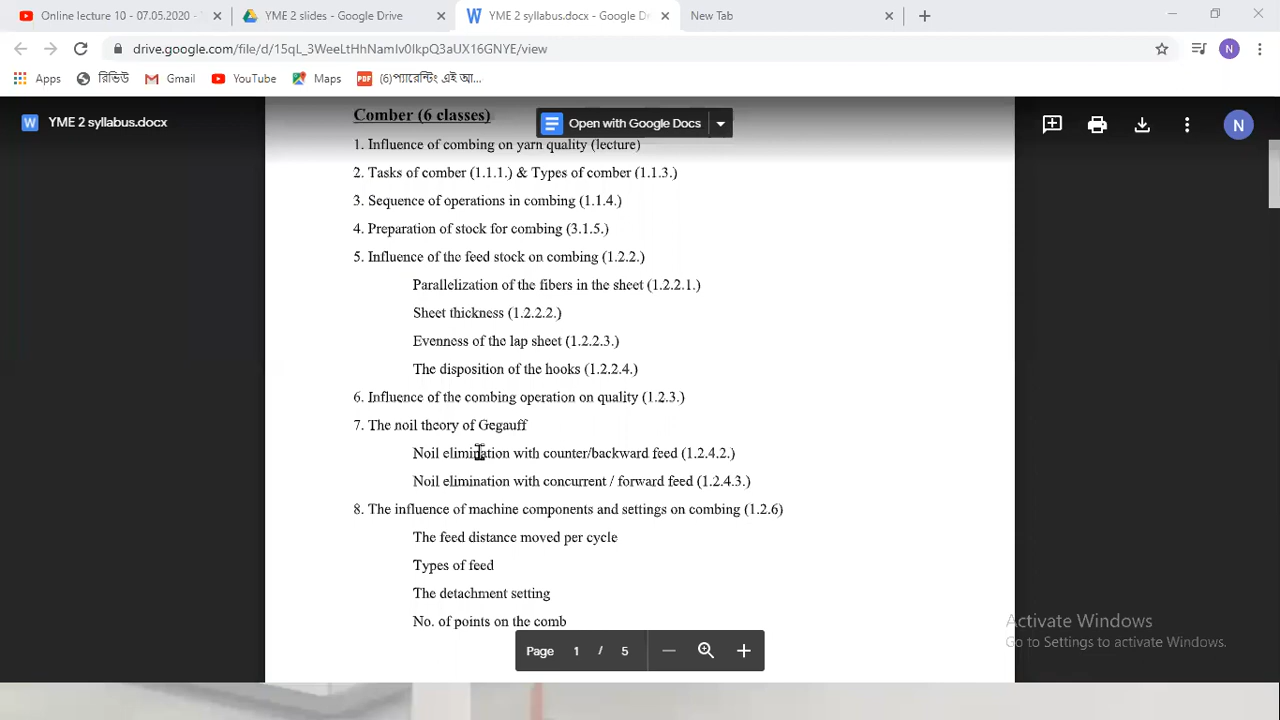 Online lecture 10 - 07.05.2020 -
YME 2 slides - Google Drive
YME 2 syllabus.docx - Google Dr
New Tab
drive.google.com/file/d/15qL_3WeeLtHhNamIv0IkpQ3aUX16GNYE/view
N
Apps
রিভিউ
Gmail
YouTube
Maps
PDF
(6)প্যারেন্টিং এই আ...
W
YME 2 syllabus.docx
Open with Google Docs
N
Comber (6 classes)
1. Influence of combing on yarn quality (lecture)
2. Tasks of comber (1.1.1.) & Types of comber (1.1.3.)
3. Sequence of operations in combing (1.1.4.)
4. Preparation of stock for combing (3.1.5.)
5. Influence of the feed stock on combing (1.2.2.)
Parallelization of the fibers in the sheet (1.2.2.1.)
Sheet thickness (1.2.2.2.)
Evenness of the lap sheet (1.2.2.3.)
The disposition of the hooks (1.2.2.4.)
6. Influence of the combing operation on quality (1.2.3.)
7. The noil theory of Gegauff
Noil elimination with counter/backward feed (1.2.4.2.)
Noil elimination with concurrent / forward feed (1.2.4.3.)
8. The influence of machine components and settings on combing (1.2.6)
The feed distance moved per cycle
Types of feed
The detachment setting
No. of points on the comb
Page 1 / 5
Activate Windows
Go to Settings to activate Windows.